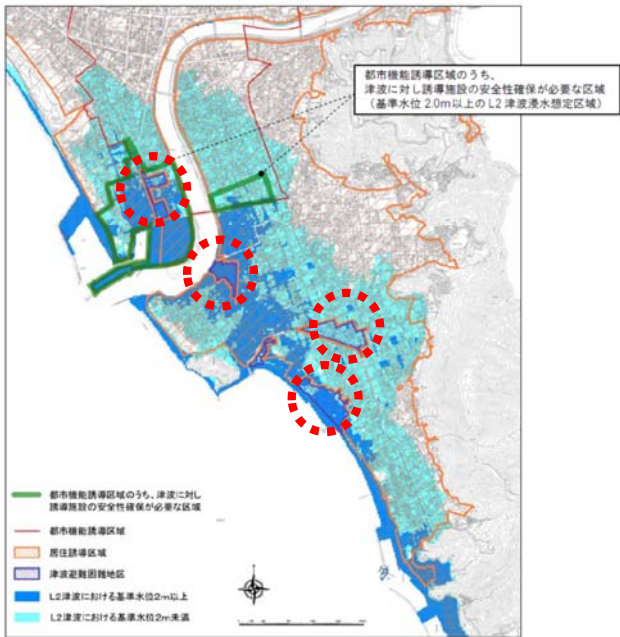 都市機能誘導区域のうち、
津波に対し誘導施設の安全性確保が必要な区域
(基準水位 2.0m以上の L2 津波浸水想定区域)
都市機能誘導区域のうち、津波に対し
誘導施設の安全性確保が必要な区域
都市機能誘導区域
居住誘導区域
津波避難困難地区
L2津波における基準水位2m以上
L2津波における基準水位2m未満